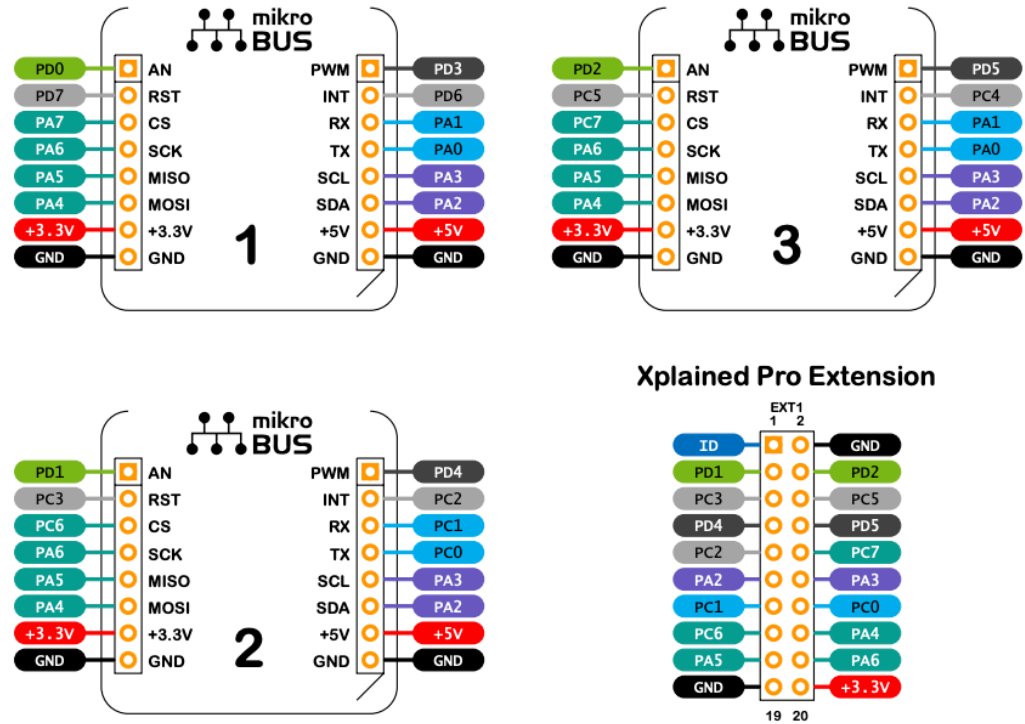 mikro BUS mikro BUS
PD0 AN PWM PD3 PD2 AN PWM PD5
PD7 RST INT PD6 PC5 RST INT PC4
PA7 CS RX PA1 PC7 CS RX PA1
PA6 SCK TX PA0 PA6 SCK TX PA0
PA5 MISO SCL PA3 PA5 MISO SCL PA3
PA4 MOSI SDA PA2 PA4 MOSI SDA PA2
+3.3V +3.3V +5V +5V +3.3V +3.3V +5V +5V
GND GND 1 GND GND GND GND 3 GND GND
mikro BUS
PD1 AN PWM PD4
PC3 RST INT PC2
PC6 CS RX PC1
PA6 SCK TX PC0
PA5 MISO SCL PA3
PA4 MOSI SDA PA2
+3.3V +3.3V +5V +5V
GND GND 2 GND GND
Xplained Pro Extension
EXT1
1 2
ID GND
PD1 PD2
PC3 PC5
PD4 PD5
PC2 PC7
PA2 PA3
PC1 PC0
PC6 PA4
PA5 PA6
GND +3.3V
19 20